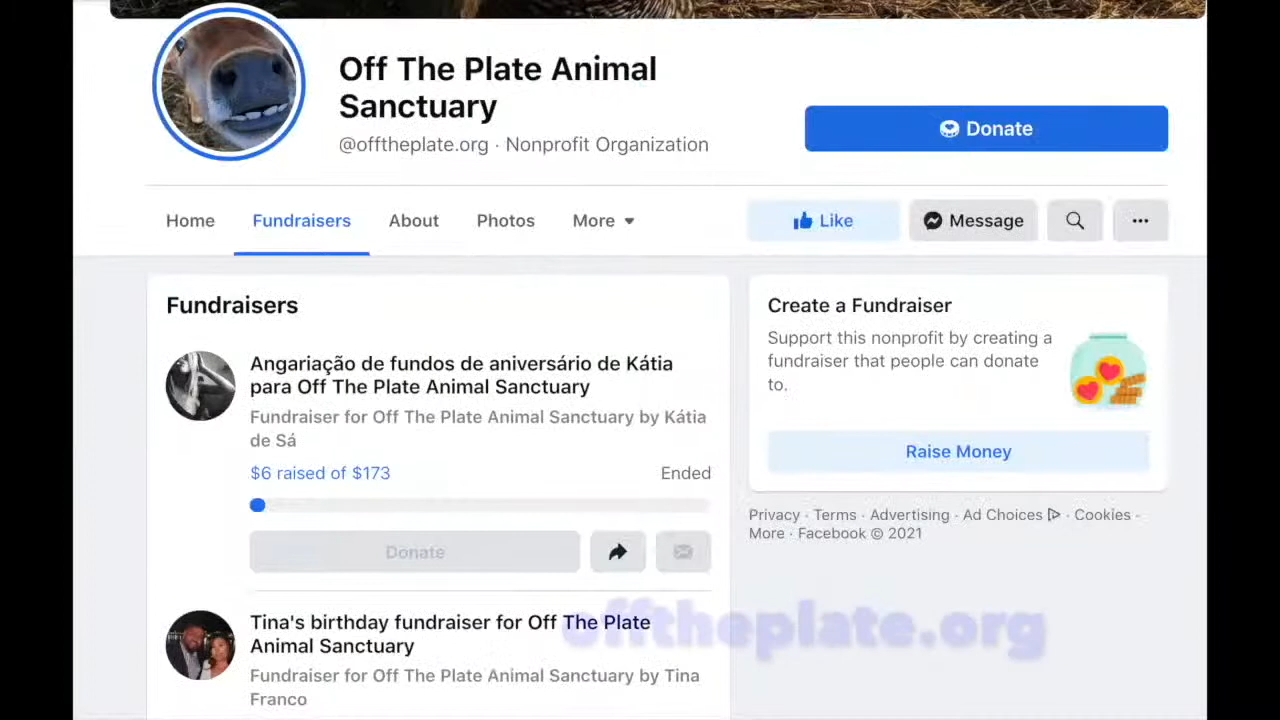 Off The Plate Animal
Sanctuary
@offtheplate.org · Nonprofit Organization
Donate
Home
Fundraisers
About
Photos
More
Like
Message
Fundraisers
Angariação de fundos de aniversário de Kátia
para Off The Plate Animal Sanctuary
Fundraiser for Off The Plate Animal Sanctuary by Kátia
de Sá
$6 raised of $173
Ended
Donate
Tina's birthday fundraiser for Off The Plate
Animal Sanctuary
Fundraiser for Off The Plate Animal Sanctuary by Tina
Franco
Create a Fundraiser
Support this nonprofit by creating a
fundraiser that people can donate
to.
Raise Money
Privacy · Terms · Advertising · Ad Choices · Cookies ·
More · Facebook © 2021
offtheplate.org